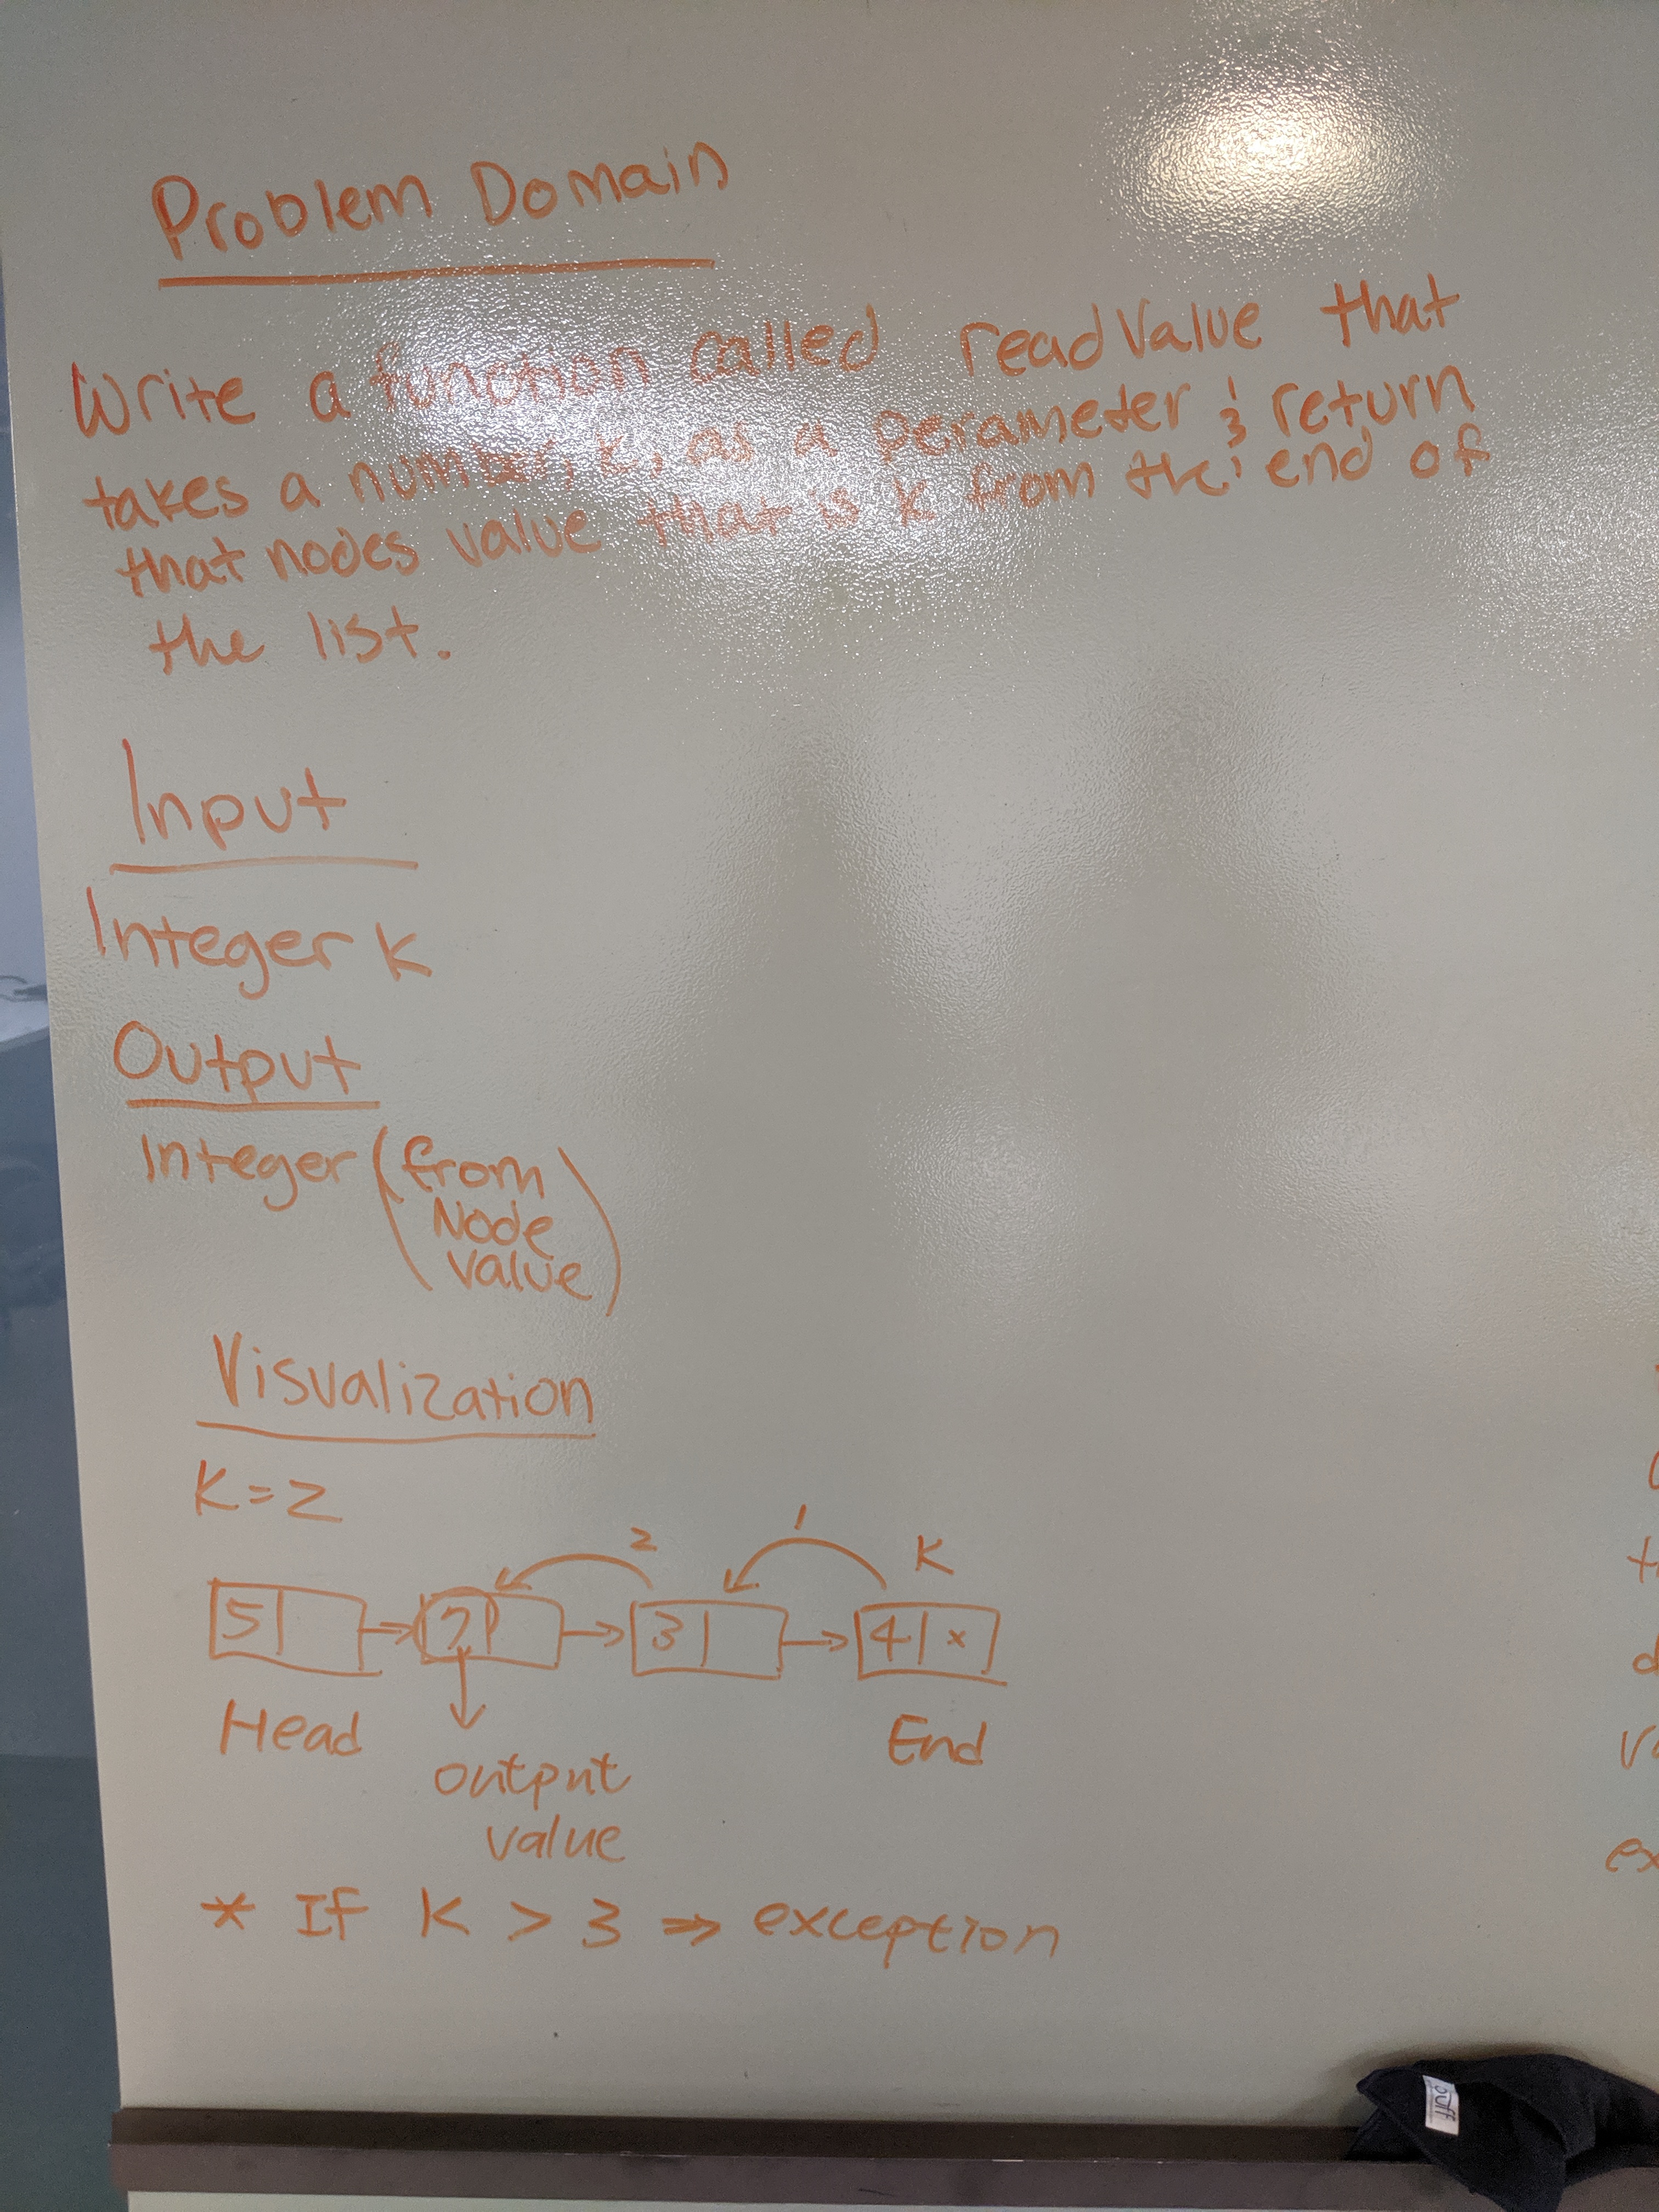 Problem Domain
Write a function called readValue that
takes a number, k, as a perameter & return
that nodes value that is k from the end of
the list.
Input
Integer k
Output
Integer (from
Node
Value)
Visualization
K=2
2 1 K
5 7 3 4 x
Head End
output
value
* If K > 3 => exception
buff